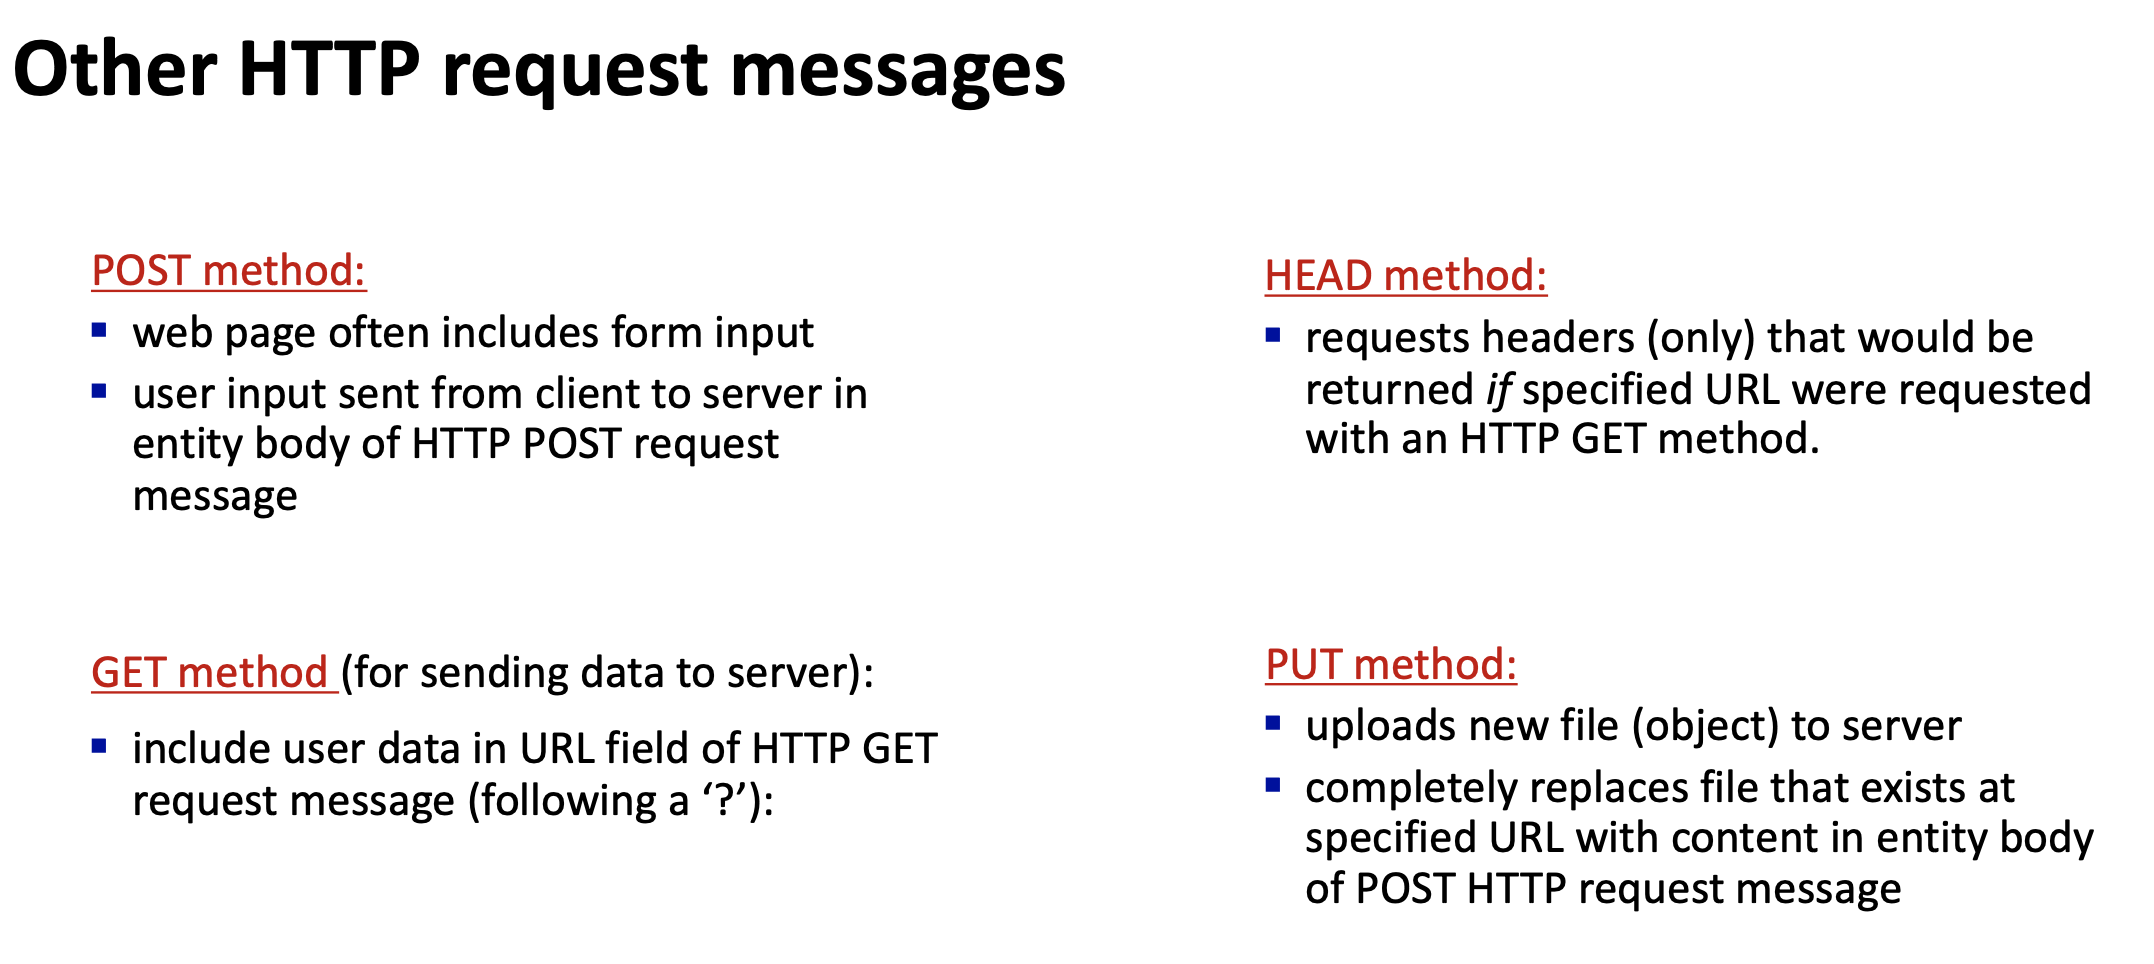 Other HTTP request messages
POST method:
▪ web page often includes form input
▪ user input sent from client to server in
entity body of HTTP POST request
message
GET method (for sending data to server):
▪ include user data in URL field of HTTP GET
request message (following a ‘?’):
HEAD method:
▪ requests headers (only) that would be
returned if specified URL were requested
with an HTTP GET method.
PUT method:
▪ uploads new file (object) to server
▪ completely replaces file that exists at
specified URL with content in entity body
of POST HTTP request message